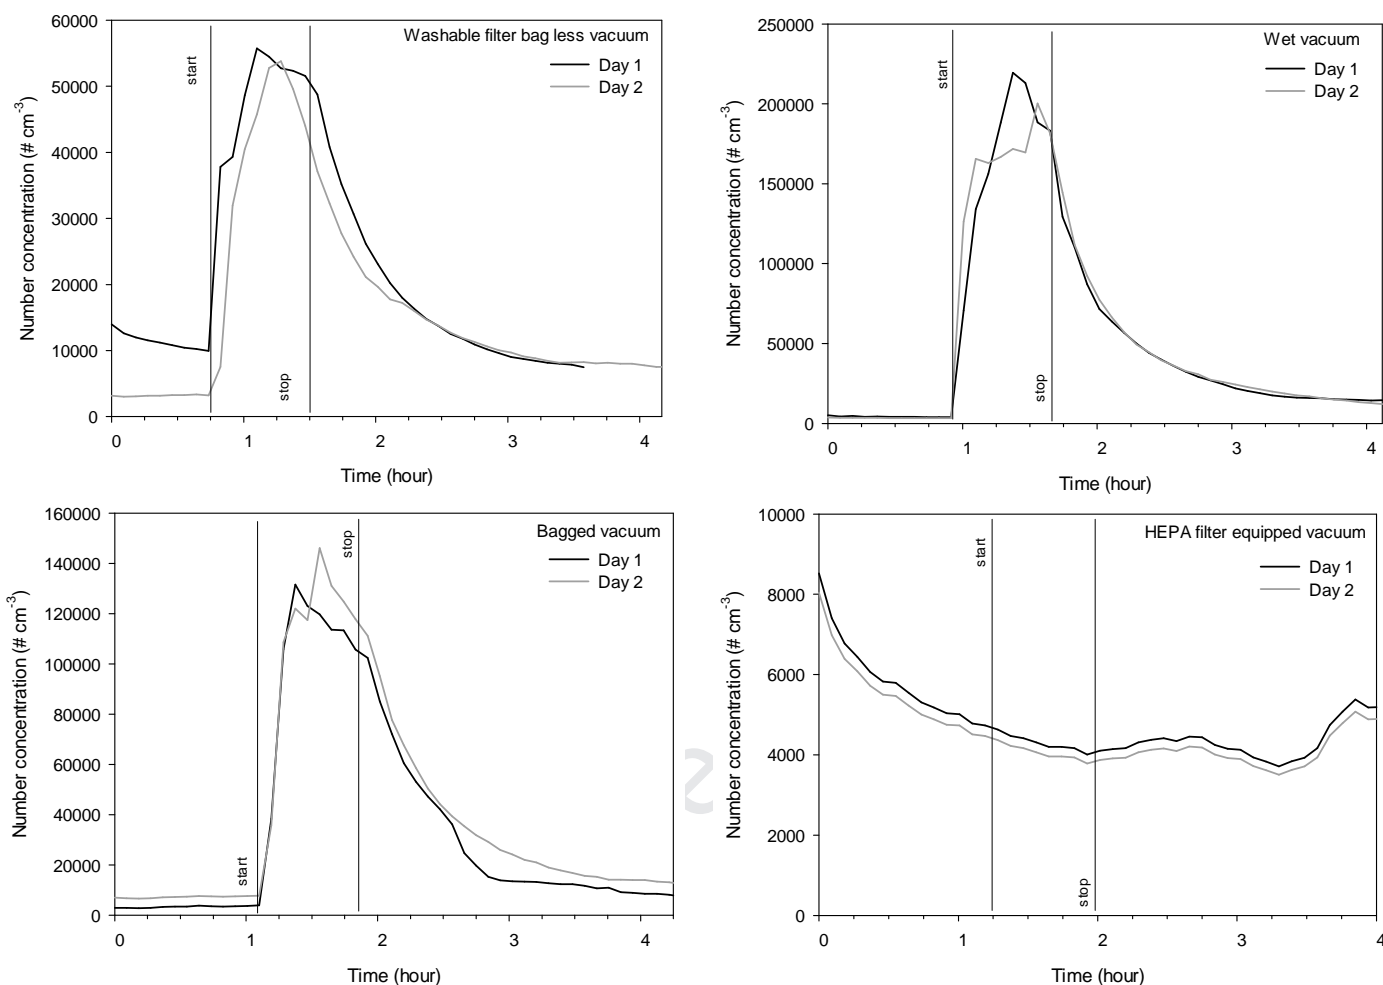 Washable filter bag less vacuum
Day 1
Day 2
start
stop
60000
50000
40000
30000
20000
10000
0
Number concentration (# cm-3)
0 1 2 3 4
Time (hour)
Wet vacuum
Day 1
Day 2
start
stop
250000
200000
150000
100000
50000
0
Number concentration (# cm-3)
0 1 2 3 4
Time (hour)
Bagged vacuum
Day 1
Day 2
start
stop
160000
140000
120000
100000
80000
60000
40000
20000
0
Number concentration (# cm-3)
0 1 2 3 4
Time (hour)
HEPA filter equipped vacuum
Day 1
Day 2
start
stop
10000
8000
6000
4000
2000
0
Number concentration (# cm-3)
0 1 2 3 4
Time (hour)